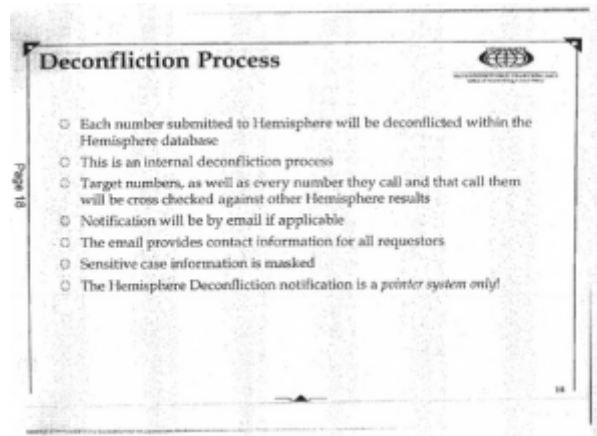 Deconfliction Process
Each number submitted to Hemisphere will be deconflicted within the
Hemisphere database
This is an internal deconfliction process
Target numbers, as well as every number they call and that call them
will be cross checked against other Hemisphere results
Notification will be by email if applicable
The email provides contact information for all requestors
Sensitive case information is masked
The Hemisphere Deconfliction notification is a pointer system only!
Page 18
18